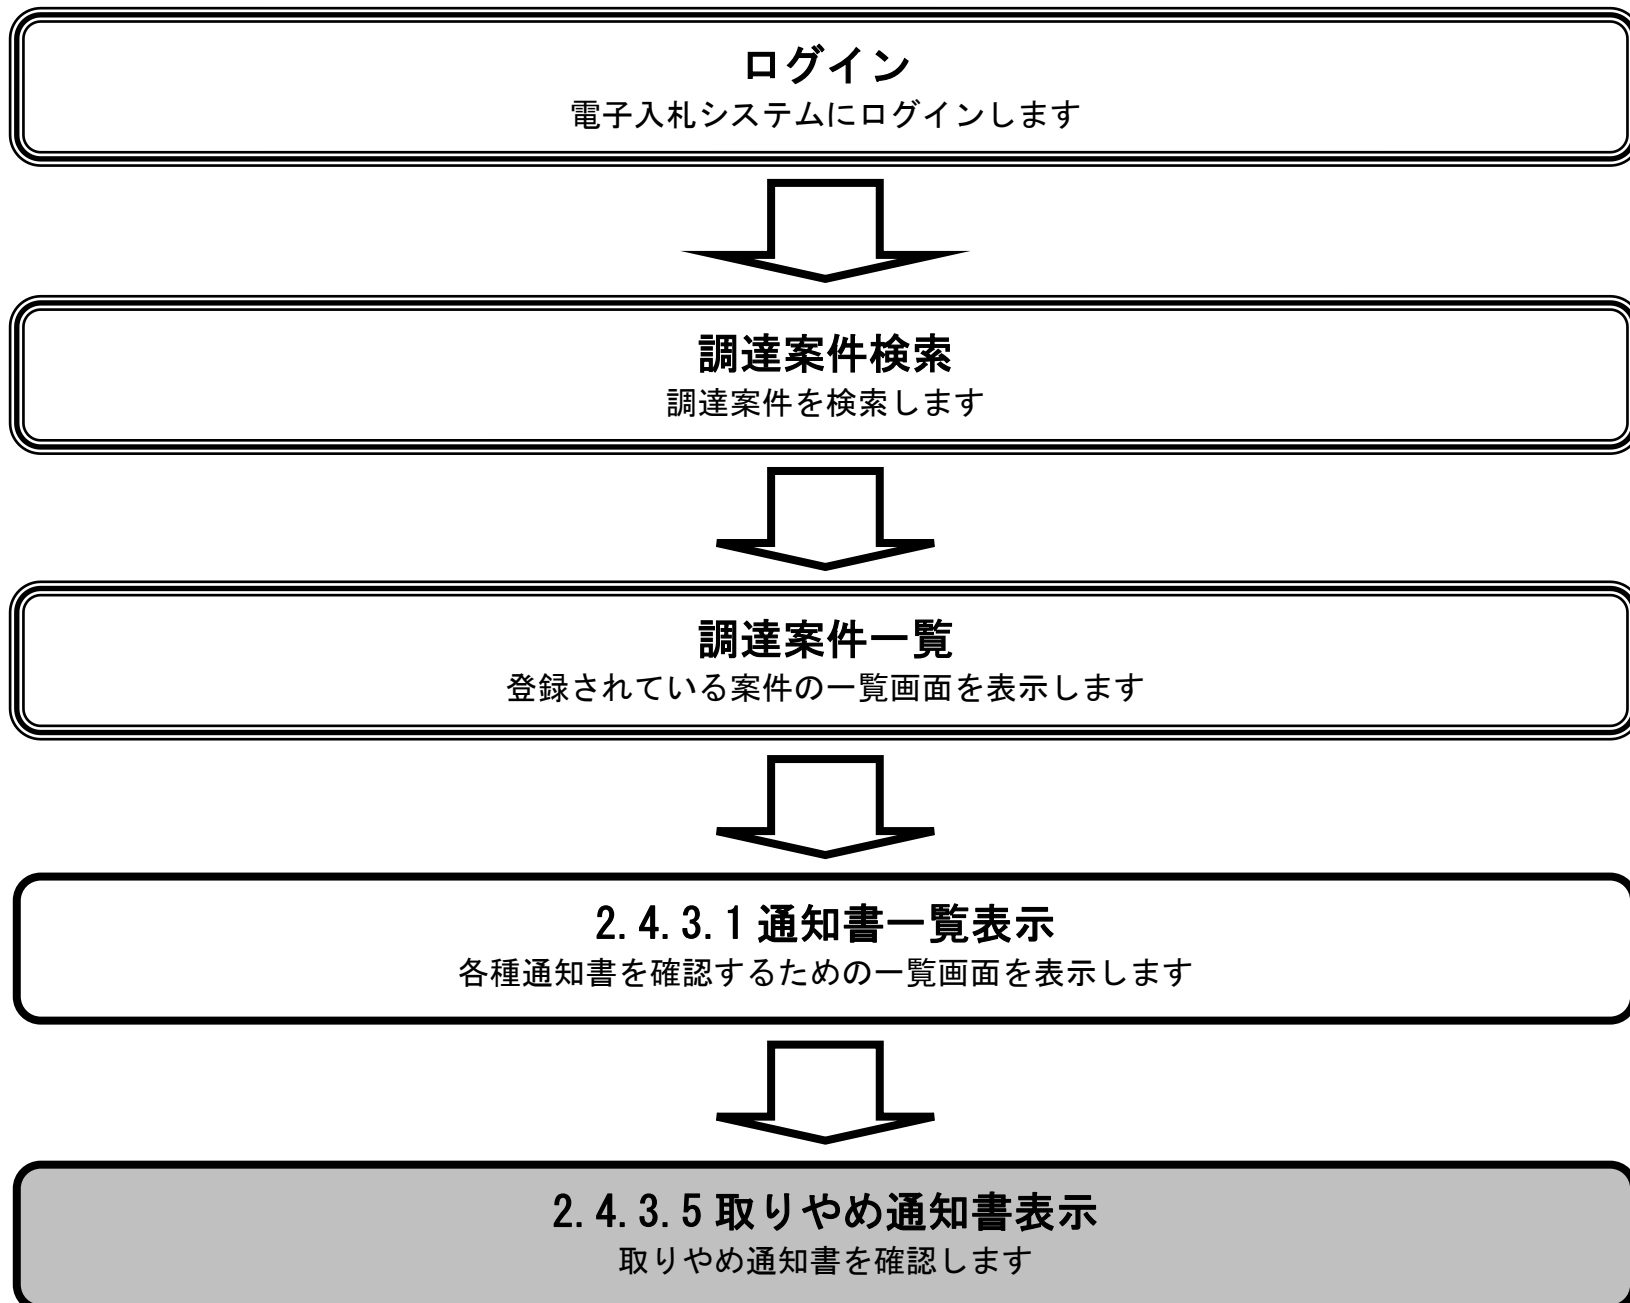 ログイン
電子入札システムにログインします
調達案件検索
調達案件を検索します
調達案件一覧
登録されている案件の一覧画面を表示します
2.4.3.1 通知書一覧表示
各種通知書を確認するための一覧画面を表示します
2.4.3.5 取りやめ通知書表示
取りやめ通知書を確認します